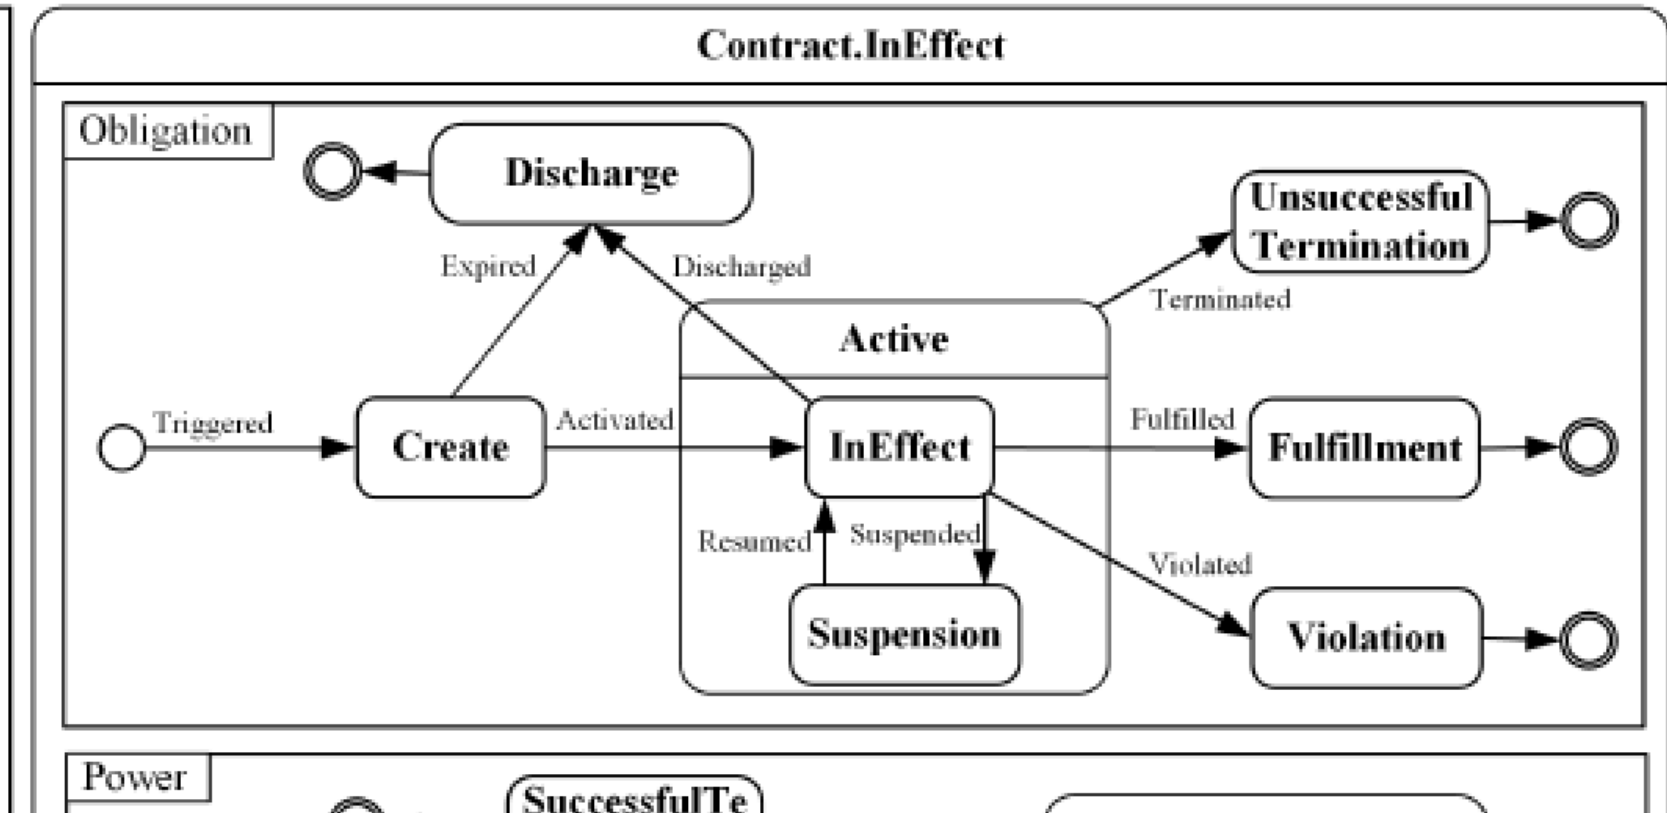 Contract.InEffect
Obligation
Discharge
Unsuccessful
Termination
Expired
Discharged
Terminated
Active
Triggered
Create
Activated
InEffect
Fulfilled
Fulfillment
Resumed
Suspended
Violated
Suspension
Violation
Power
SuccessfulTe